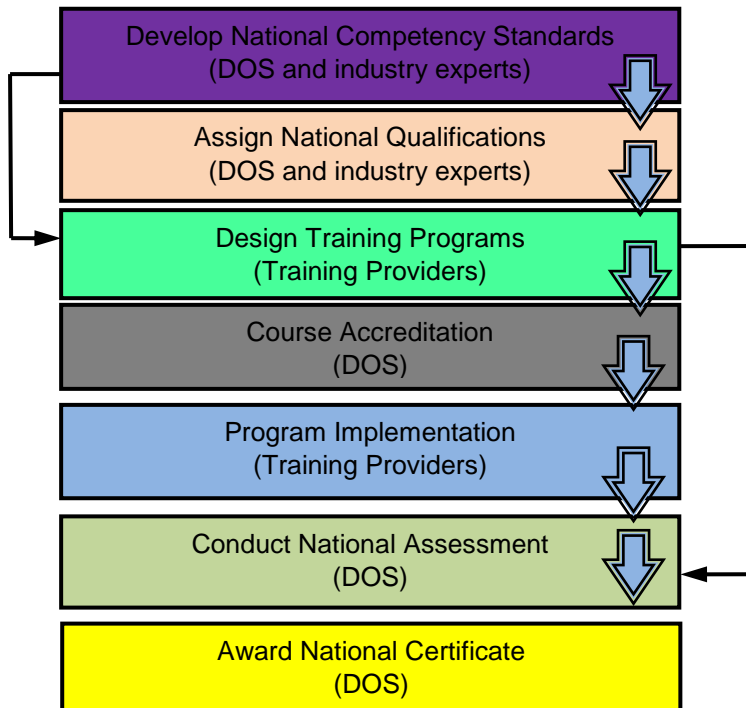 Develop National Competency Standards
(DOS and industry experts)
Assign National Qualifications
(DOS and industry experts)
Design Training Programs
(Training Providers)
Course Accreditation
(DOS)
Program Implementation
(Training Providers)
Conduct National Assessment
(DOS)
Award National Certificate
(DOS)